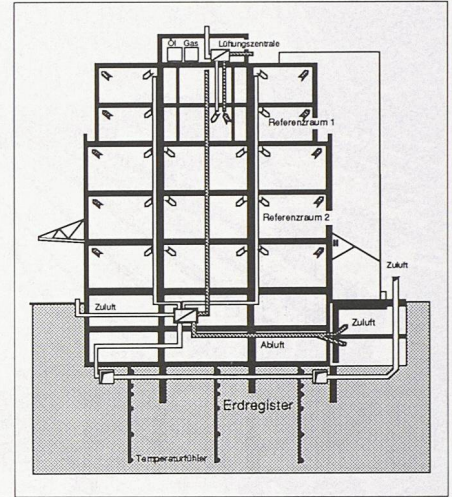 Öl Gas Lüftungszentrale
Referenzraum 1
Referenzraum 2
Zuluft
Zuluft
Zuluft
Abluft
Erdregister
Temperaturfühler